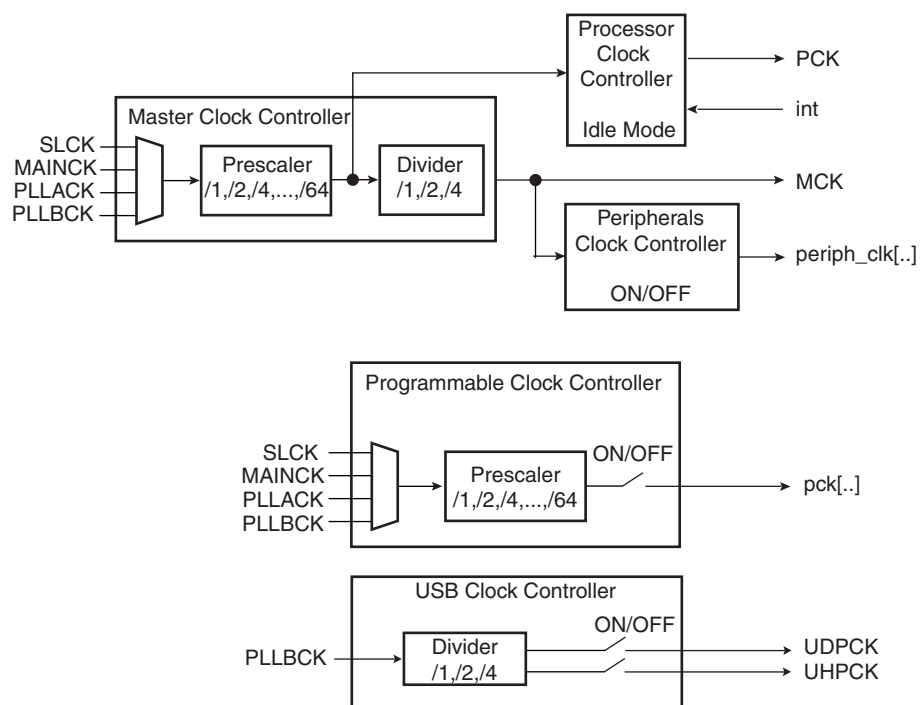 Processor
Clock
Controller
Idle Mode
PCK
int
Master Clock Controller
SLCK
MAINCK
PLLACK
PLLBCK
Prescaler
/1,/2,/4,...,/64
Divider
/1,/2,/4
MCK
Peripherals
Clock Controller
ON/OFF
periph_clk[..]
Programmable Clock Controller
SLCK
MAINCK
PLLACK
PLLBCK
Prescaler
/1,/2,/4,...,/64
ON/OFF
pck[..]
USB Clock Controller
PLLBCK
Divider
/1,/2,/4
ON/OFF
UDPCK
UHPCK